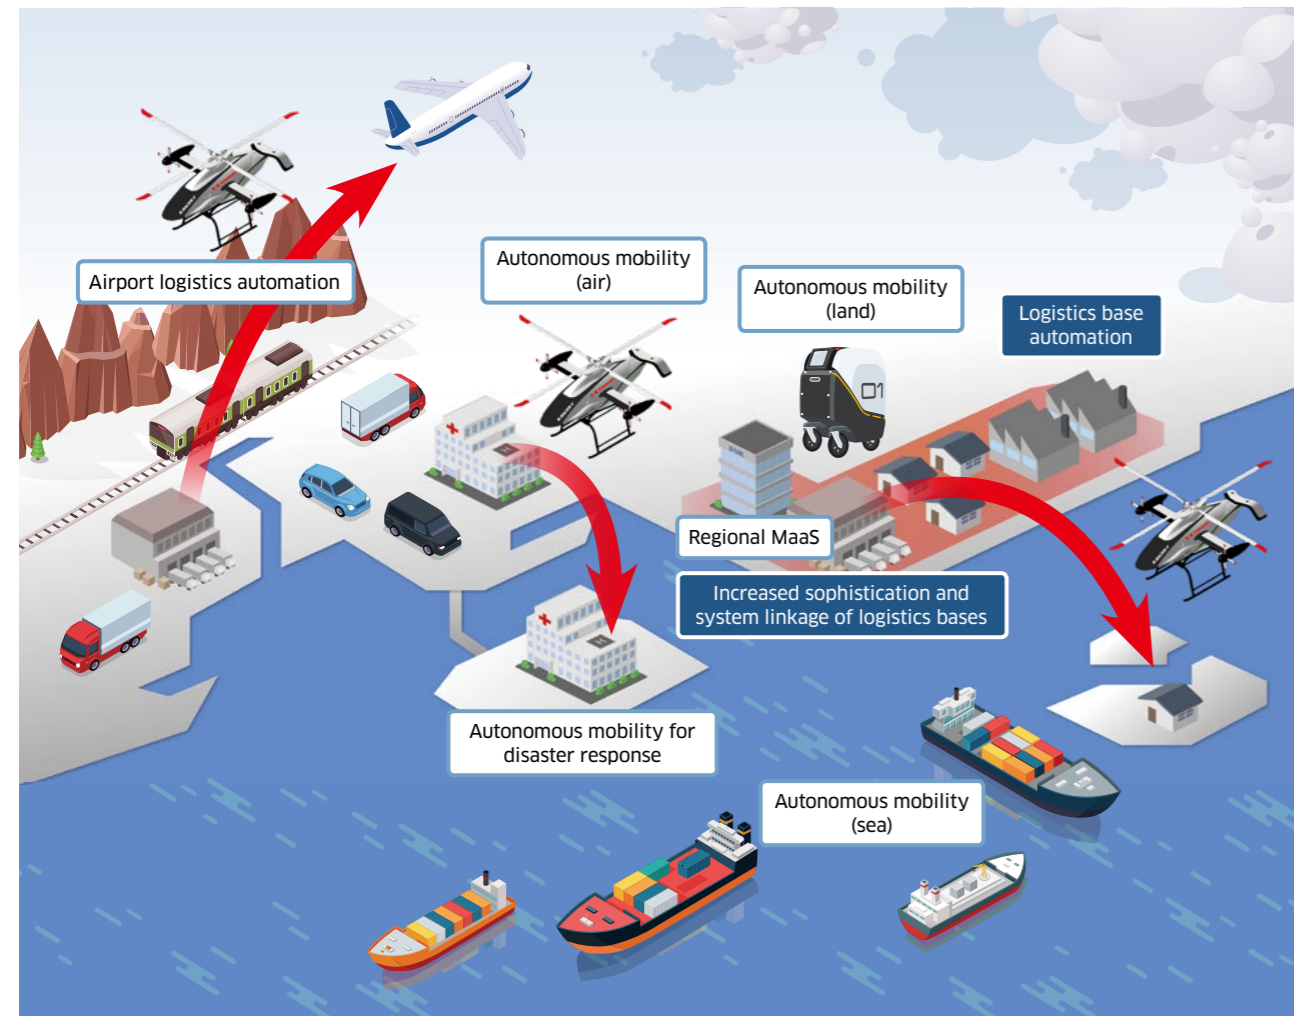 Airport logistics automation
Autonomous mobility
(air)
Autonomous mobility
(land)
Logistics base
automation
01
H
Regional MaaS
Increased sophistication and
system linkage of logistics bases
H
Autonomous mobility for
disaster response
Autonomous mobility
(sea)